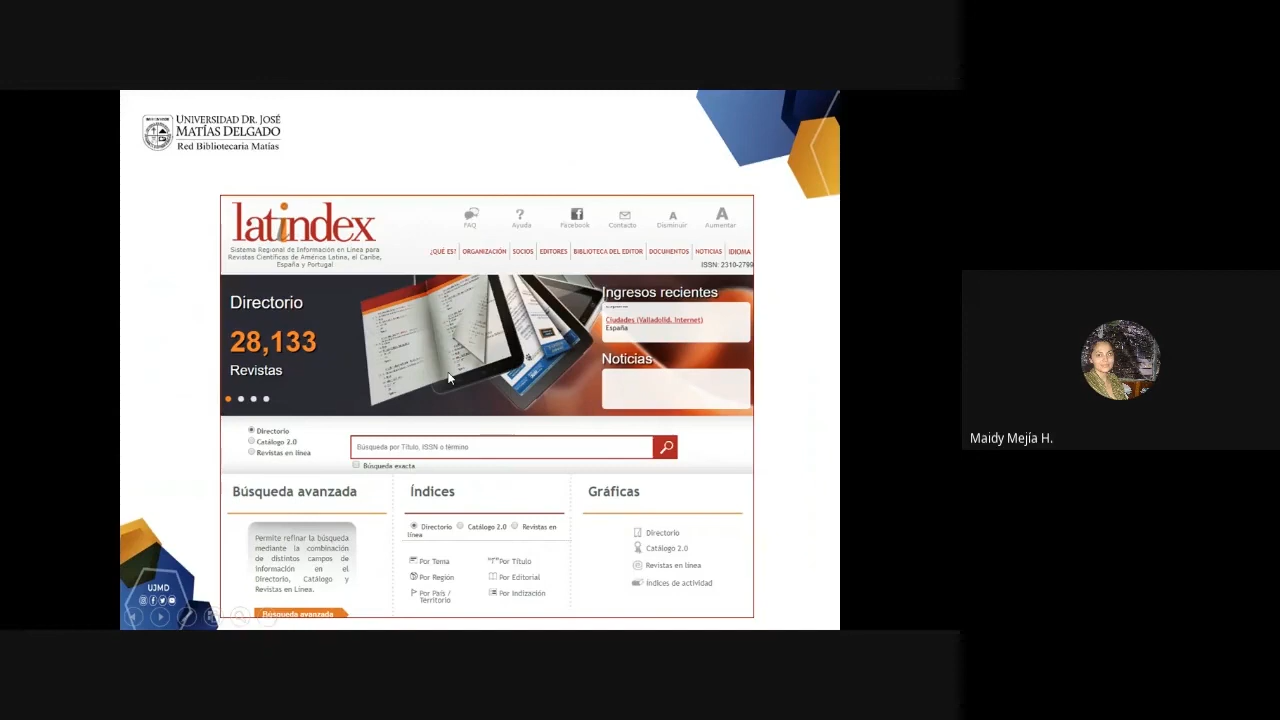 UNIVERSIDAD DR. JOSÉ
MATÍAS DELGADO
Red Bibliotecaria Matías
latindex
Sistema Regional de Información en Línea para
Revistas Científicas de América Latina, el Caribe,
España y Portugal
FAQ
Ayuda
Facebook
Contacto
Disminuir
Aumentar
¿QUÉ ES?
ORGANIZACIÓN
SOCIOS
EDITORES
BIBLIOTECA DEL EDITOR
DOCUMENTOS
NOTICIAS
IDIOMA
ISSN: 2310-2799
Directorio
28,133
Revistas
Ingresos recientes
Ciudades (Valladolid. Internet)
España
Noticias
Directorio
Catálogo 2.0
Revistas en línea
Búsqueda por Título, ISSN o término
Búsqueda exacta
Búsqueda avanzada
Permite refinar la búsqueda
mediante la combinación
de distintos campos de
información en el
Directorio, Catálogo y
Revistas en Línea.
Búsqueda avanzada
Índices
Directorio Catálogo 2.0 Revistas en
línea
Por Tema
Por Título
Por Región
Por Editorial
Por País /
Territorio
Por Indización
Gráficas
Directorio
Catálogo 2.0
Revistas en línea
Índices de actividad
UJMD
Maidy Mejía H.